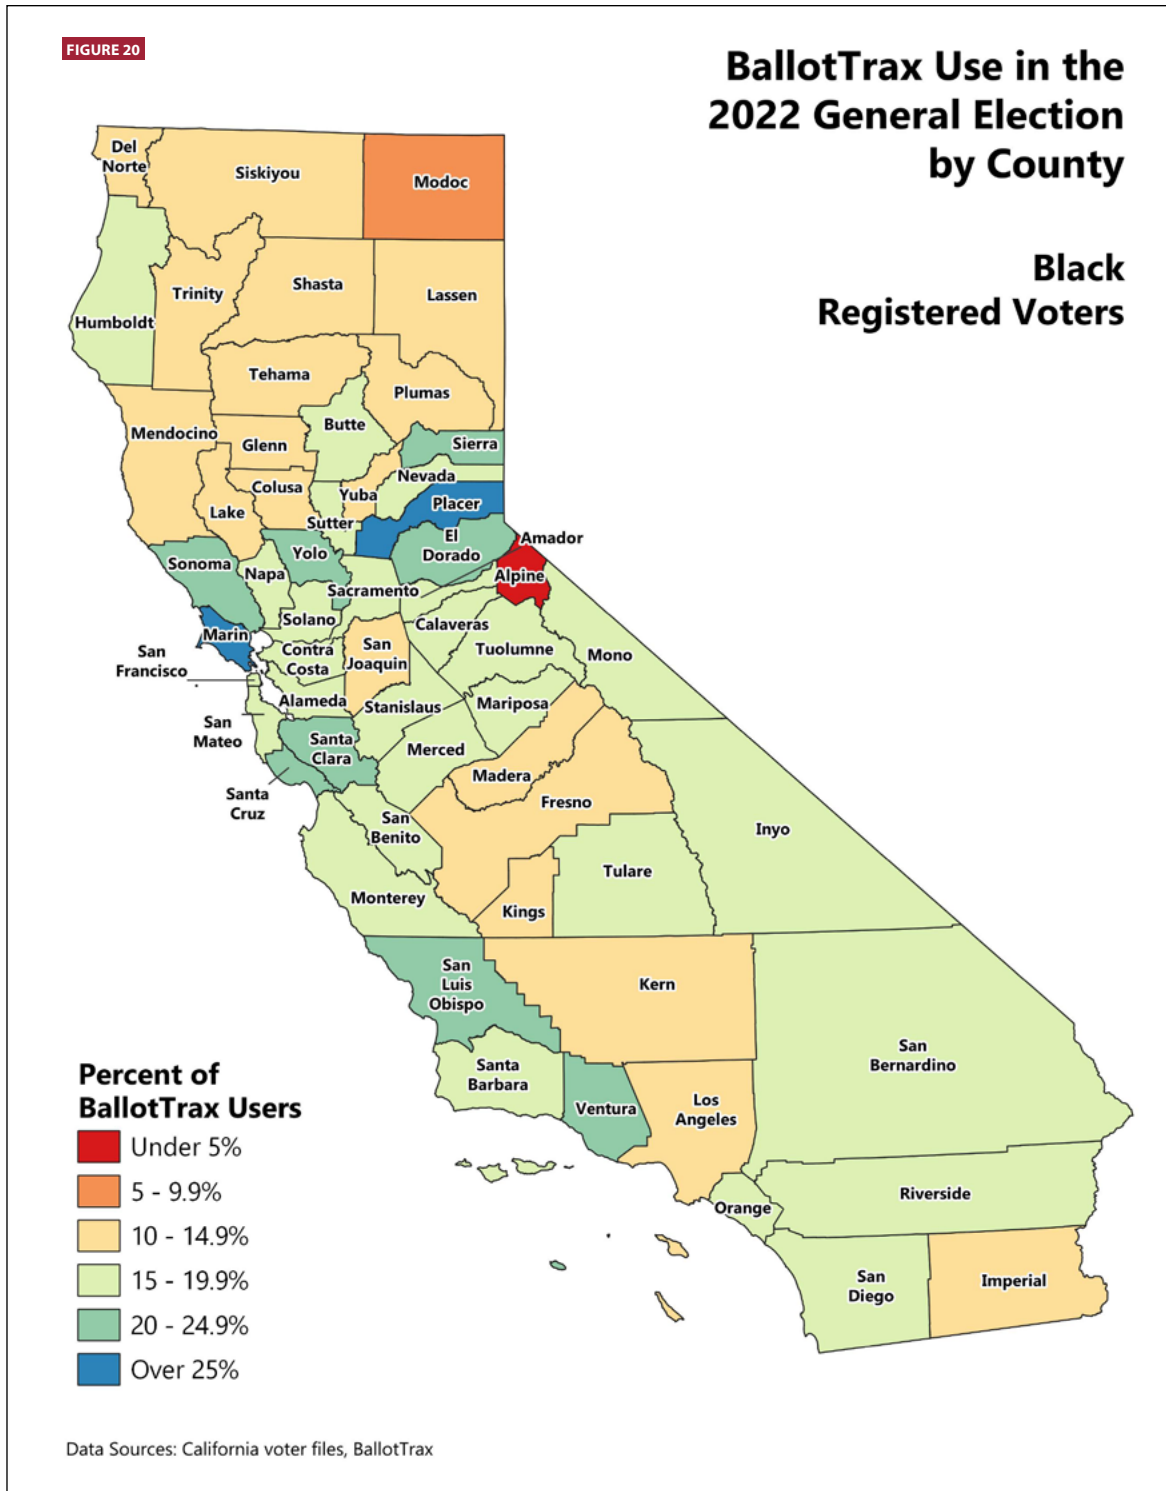 FIGURE 20
BallotTrax Use in the
2022 General Election
by County
Black
Registered Voters
Del
Norte
Siskiyou
Modoc
Humboldt
Trinity
Shasta
Lassen
Tehama
Plumas
Mendocino
Glenn
Butte
Sierra
Colusa
Yuba
Nevada
Lake
Sutter
Placer
Sonoma
Napa
Yolo
El
Dorado
Amador
Alpine
Sacramento
Marin
Solano
Calaveras
San
Francisco
Contra
Costa
San
Joaquin
Tuolumne
Mono
Alameda
Stanislaus
Mariposa
San
Mateo
Santa
Clara
Merced
Madera
Santa
Cruz
San
Benito
Fresno
Inyo
Monterey
Kings
Tulare
San
Luis
Obispo
Kern
San
Bernardino
Santa
Barbara
Ventura
Los
Angeles
Orange
Riverside
San
Diego
Imperial
Percent of
BallotTrax Users
Under 5%
5 - 9.9%
10 - 14.9%
15 - 19.9%
20 - 24.9%
Over 25%
Data Sources: California voter files, BallotTrax